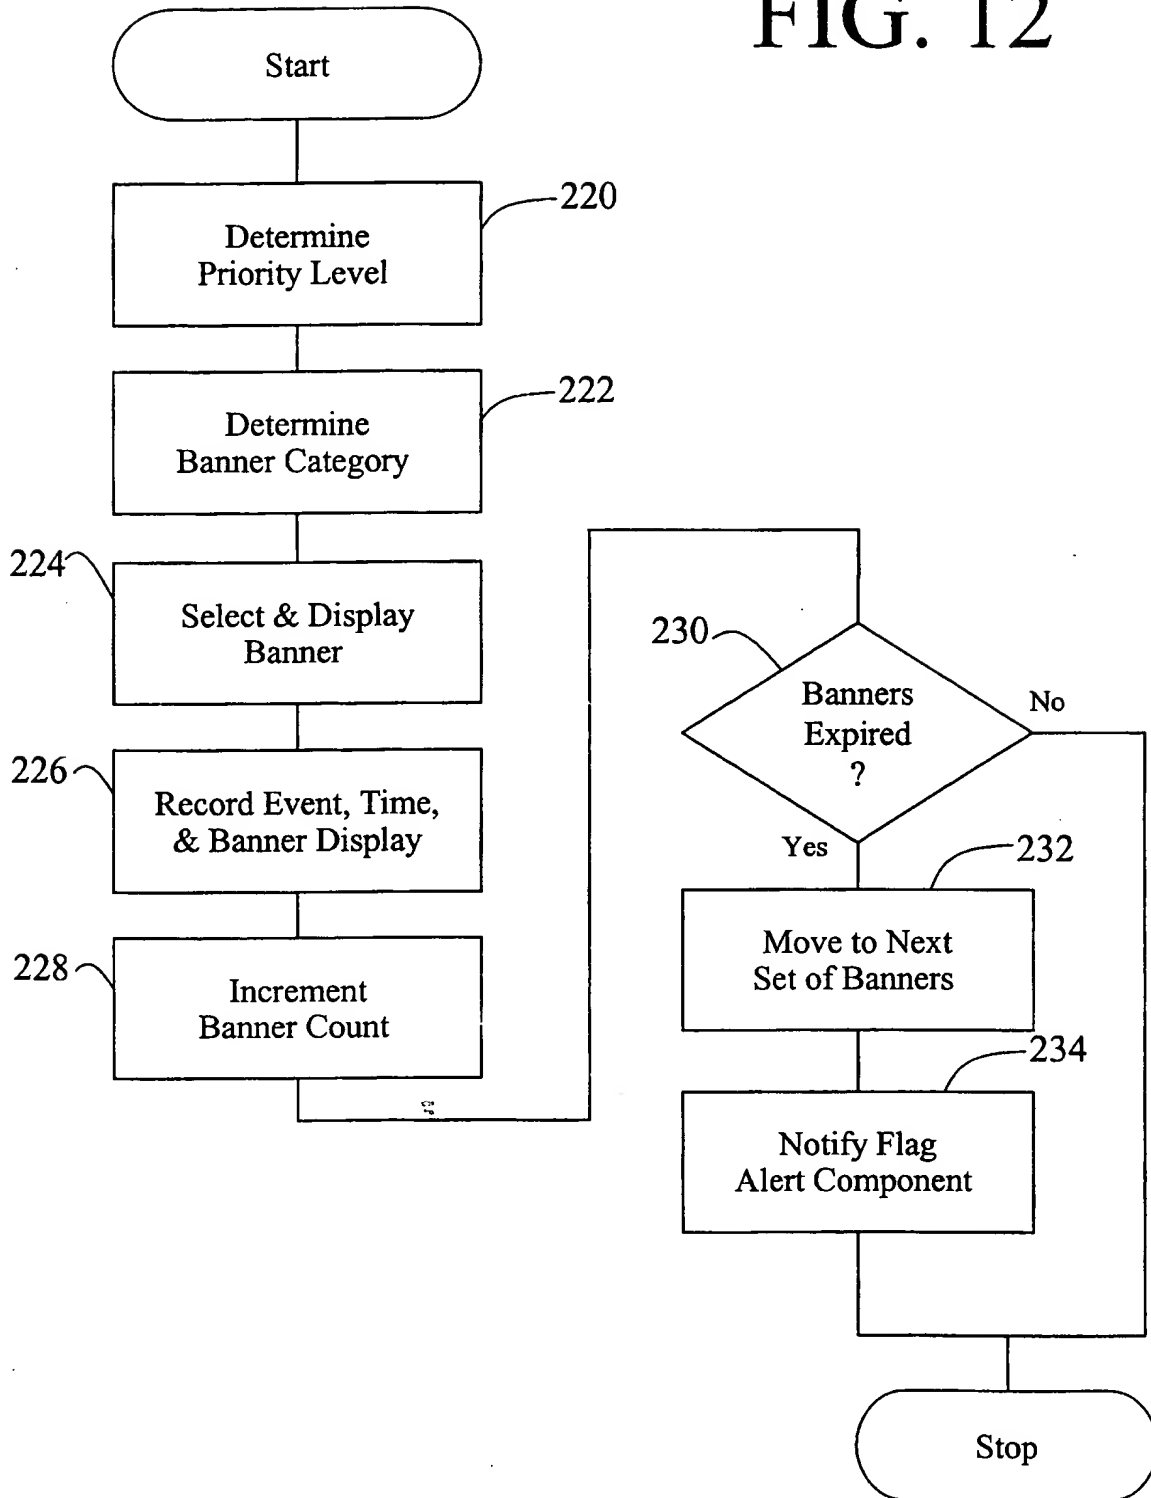 FIG. 12
Start
220
Determine
Priority Level
222
Determine
Banner Category
224
Select & Display
Banner
226
Record Event, Time,
& Banner Display
228
Increment
Banner Count
230
Banners
Expired
?
No
Yes
232
Move to Next
Set of Banners
234
Notify Flag
Alert Component
Stop